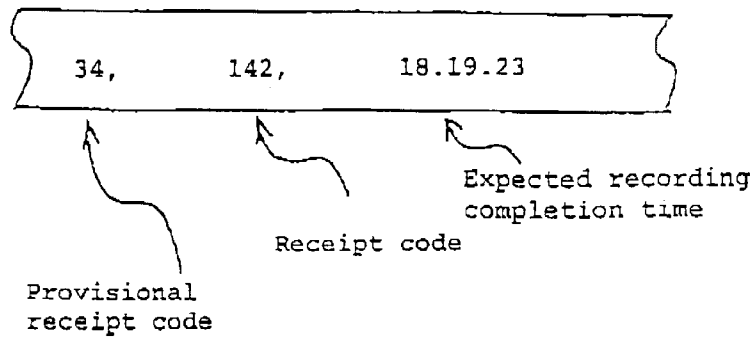 34, 142, 18.19.23
Expected recording
completion time
Receipt code
Provisional
receipt code